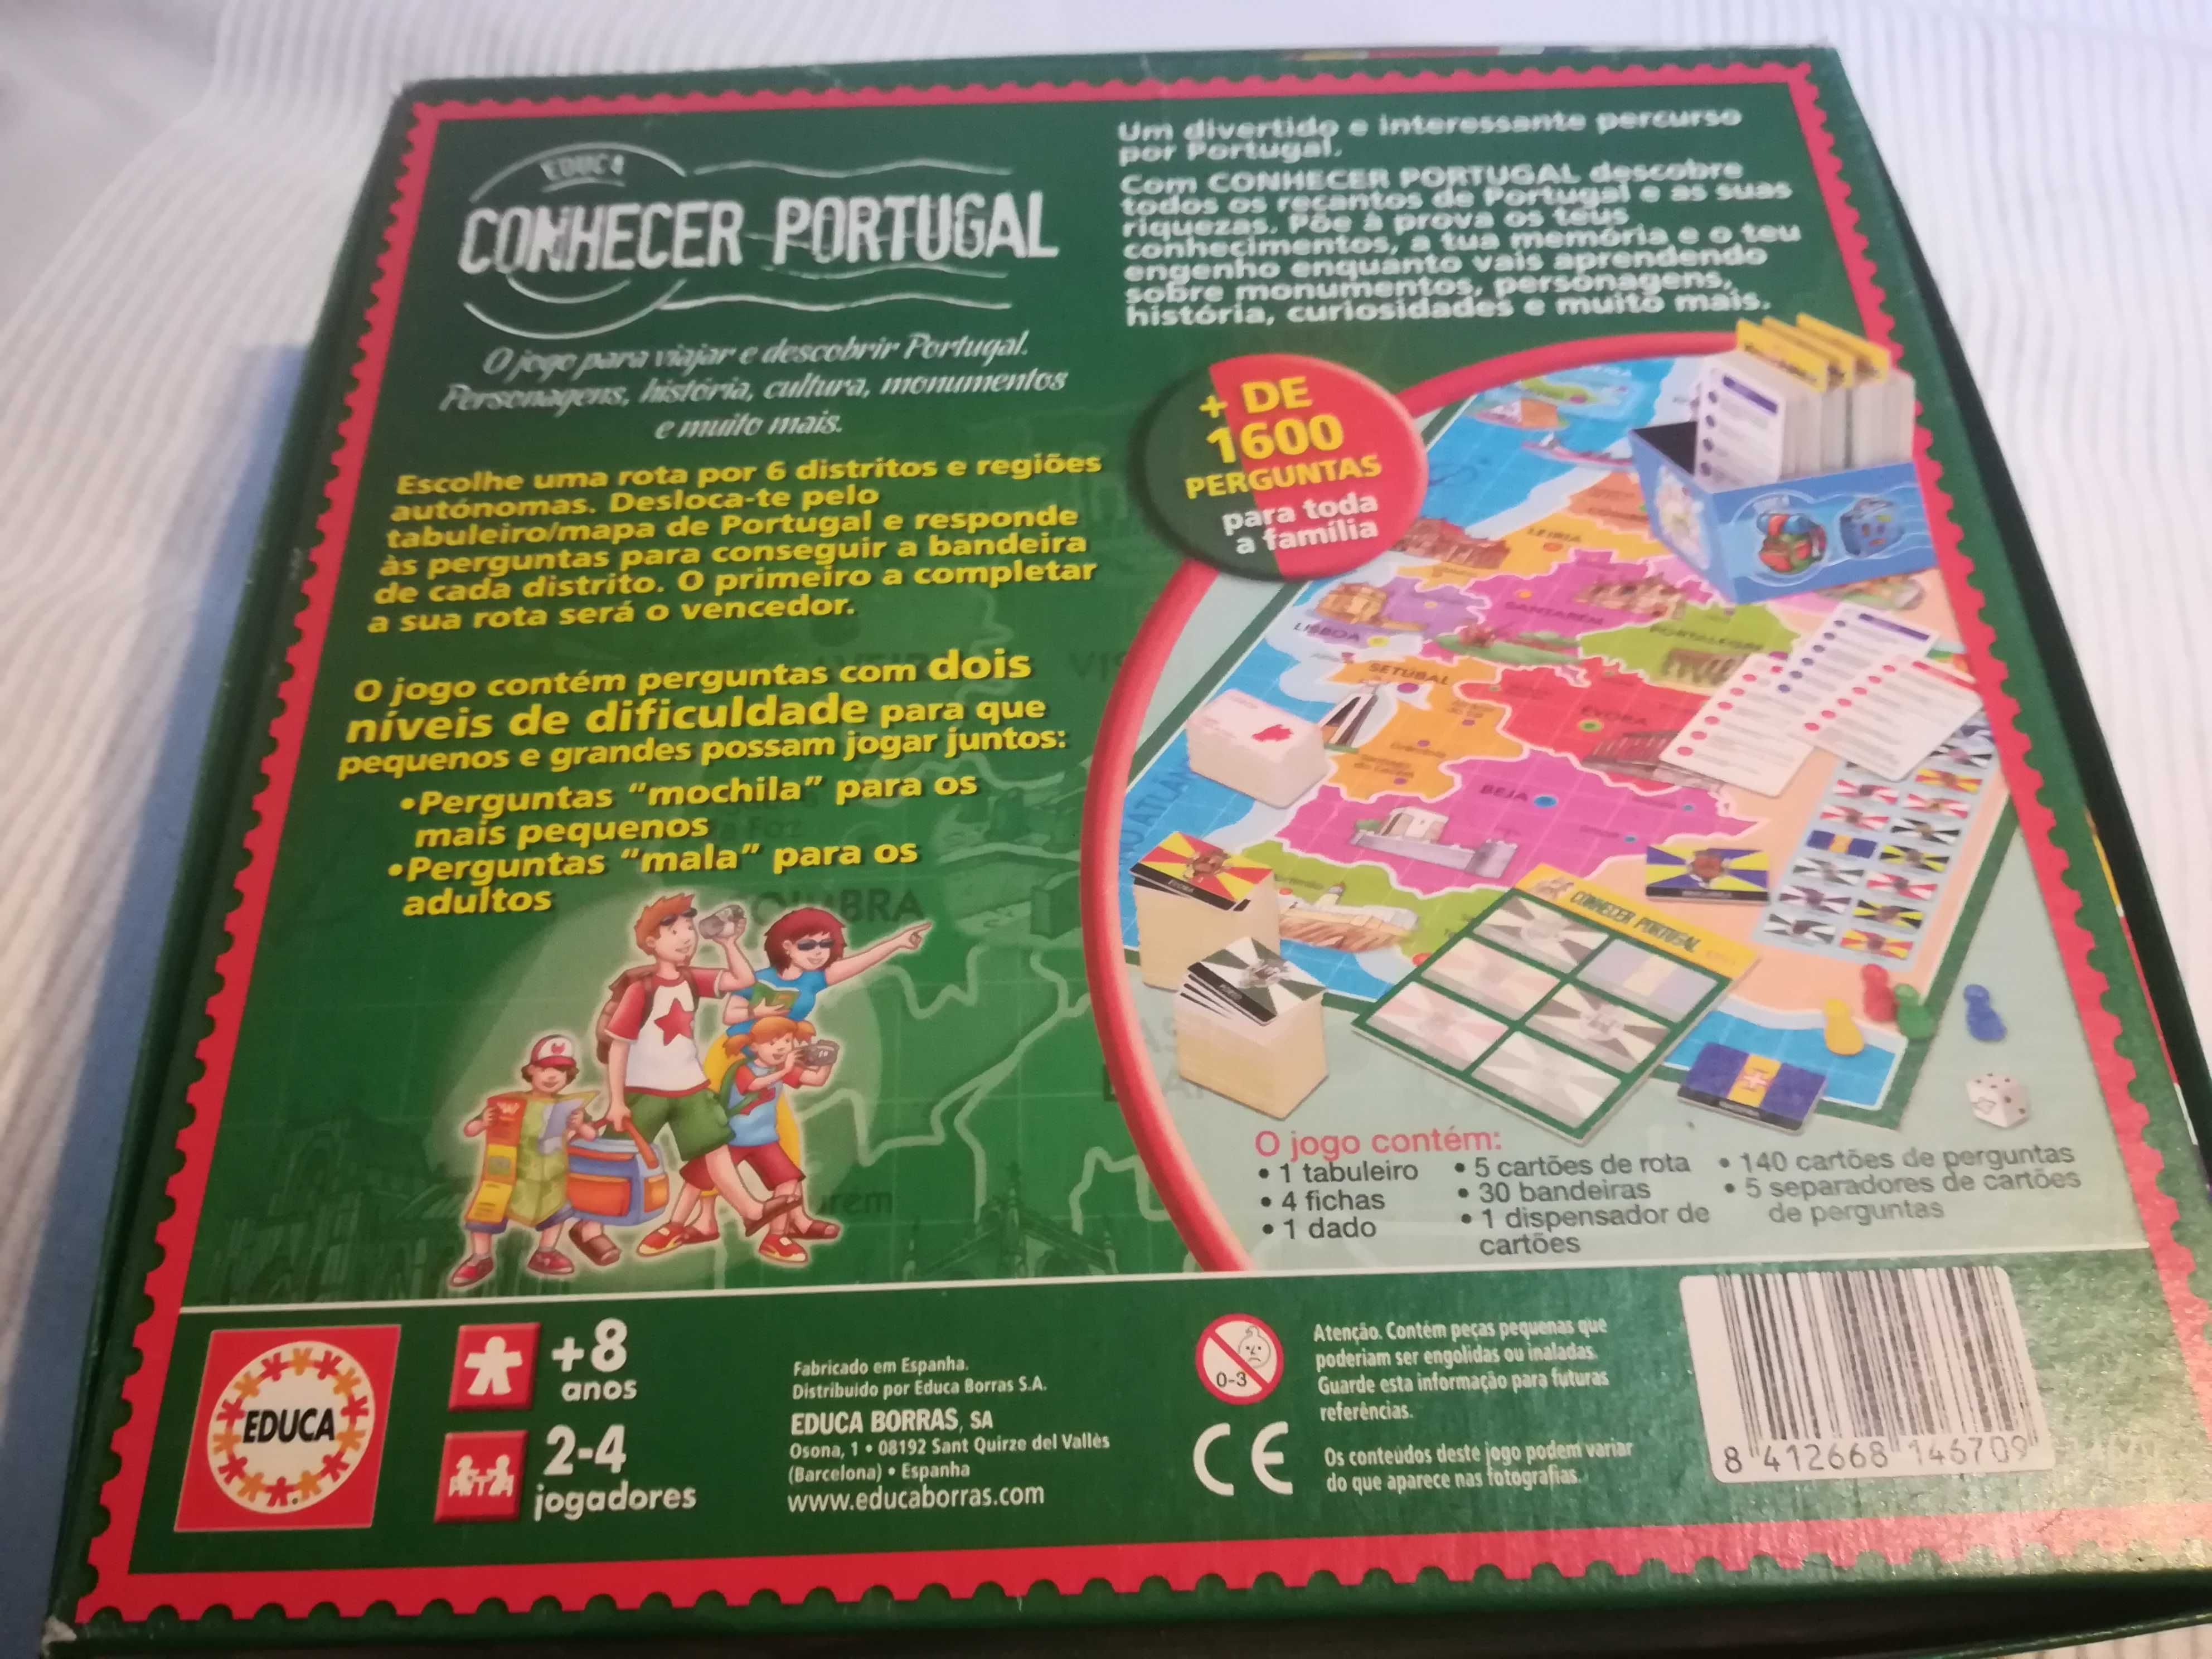 EDUCA
CONHECER PORTUGAL
O jogo para viajar e descobrir Portugal.
Personagens, história, cultura, monumentos
e muito mais.
Escolhe uma rota por 6 distritos e regiões
autónomas. Desloca-te pelo
tabuleiro/mapa de Portugal e responde
às perguntas para conseguir a bandeira
de cada distrito. O primeiro a completar
a sua rota será o vencedor.
O jogo contém perguntas com dois
níveis de dificuldade para que
pequenos e grandes possam jogar juntos:
•Perguntas “mochila” para os
mais pequenos
•Perguntas “mala” para os
adultos
Um divertido e interessante percurso
por Portugal.
Com CONHECER PORTUGAL descobre
todos os recantos de Portugal e as suas
riquezas. Põe à prova os teus
conhecimentos, a tua memória e o teu
engenho enquanto vais aprendendo
sobre monumentos, personagens,
história, curiosidades e muito mais.
+ DE
1600
PERGUNTAS
para toda
a família
LEIRIA
SANTARÉM
PORTALEGRE
LISBOA
SETÚBAL
ÉVORA
BEJA
CONHECER PORTUGAL
O jogo contém:
• 1 tabuleiro
• 4 fichas
• 1 dado
• 5 cartões de rota
• 30 bandeiras
• 1 dispensador de
cartões
• 140 cartões de perguntas
• 5 separadores de cartões
de perguntas
EDUCA
+8
anos
2-4
jogadores
Fabricado em Espanha.
Distribuido por Educa Borras S.A.
EDUCA BORRAS, SA
Osona, 1 • 08192 Sant Quirze del Vallès
(Barcelona) • Espanha
www.educaborras.com
0-3
CE
Atenção. Contém peças pequenas que
poderiam ser engolidas ou inaladas.
Guarde esta informação para futuras
referências.
Os conteúdos deste jogo podem variar
do que aparece nas fotografias.
8 412668 146709